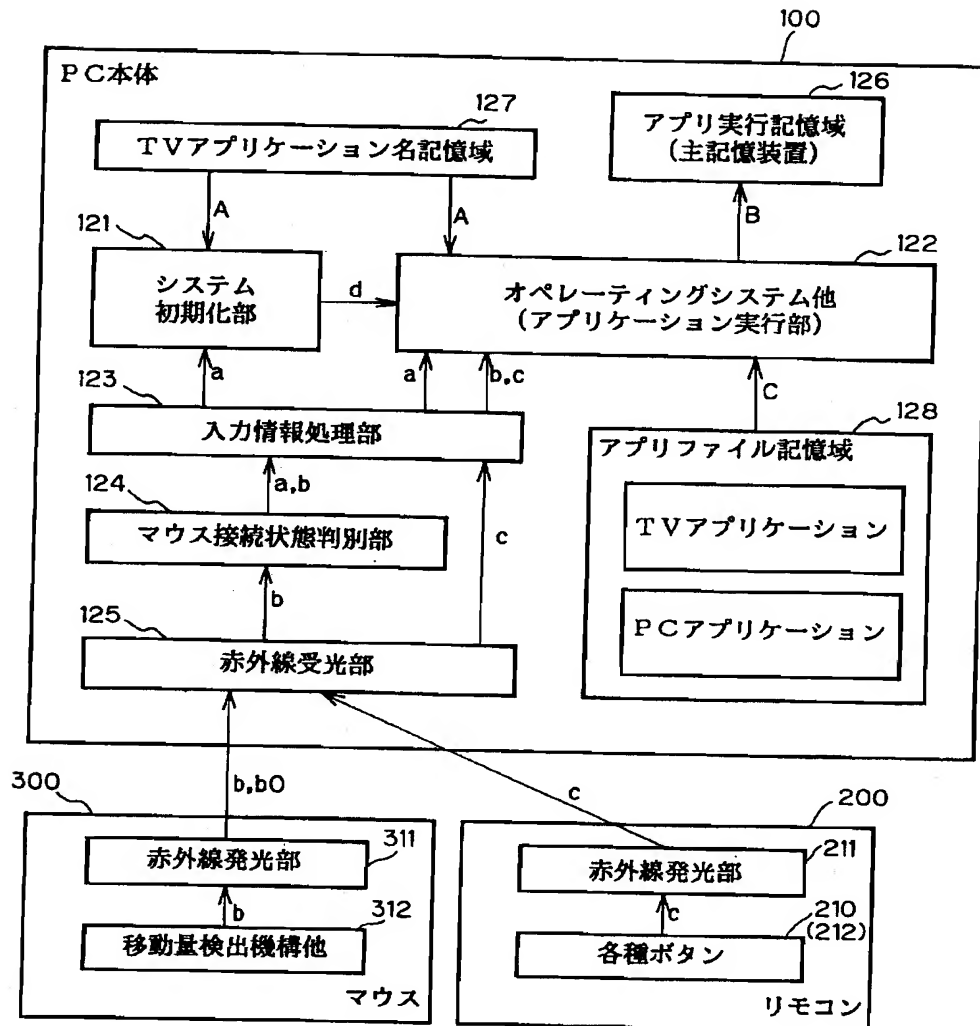 100
PC本体
126
アプリ実行記憶域
(主記憶装置)
127
TVアプリケーション名記憶域
A
A
B
121
システム
初期化部
d
122
オペレーティングシステム他
(アプリケーション実行部)
a
a
b,c
C
123
入力情報処理部
128
アプリファイル記憶域
TVアプリケーション
PCアプリケーション
a,b
c
124
マウス接続状態判別部
b
125
赤外線受光部
b,b0
c
300
311
赤外線発光部
b
312
移動量検出機構他
マウス
200
211
赤外線発光部
c
210
(212)
各種ボタン
リモコン